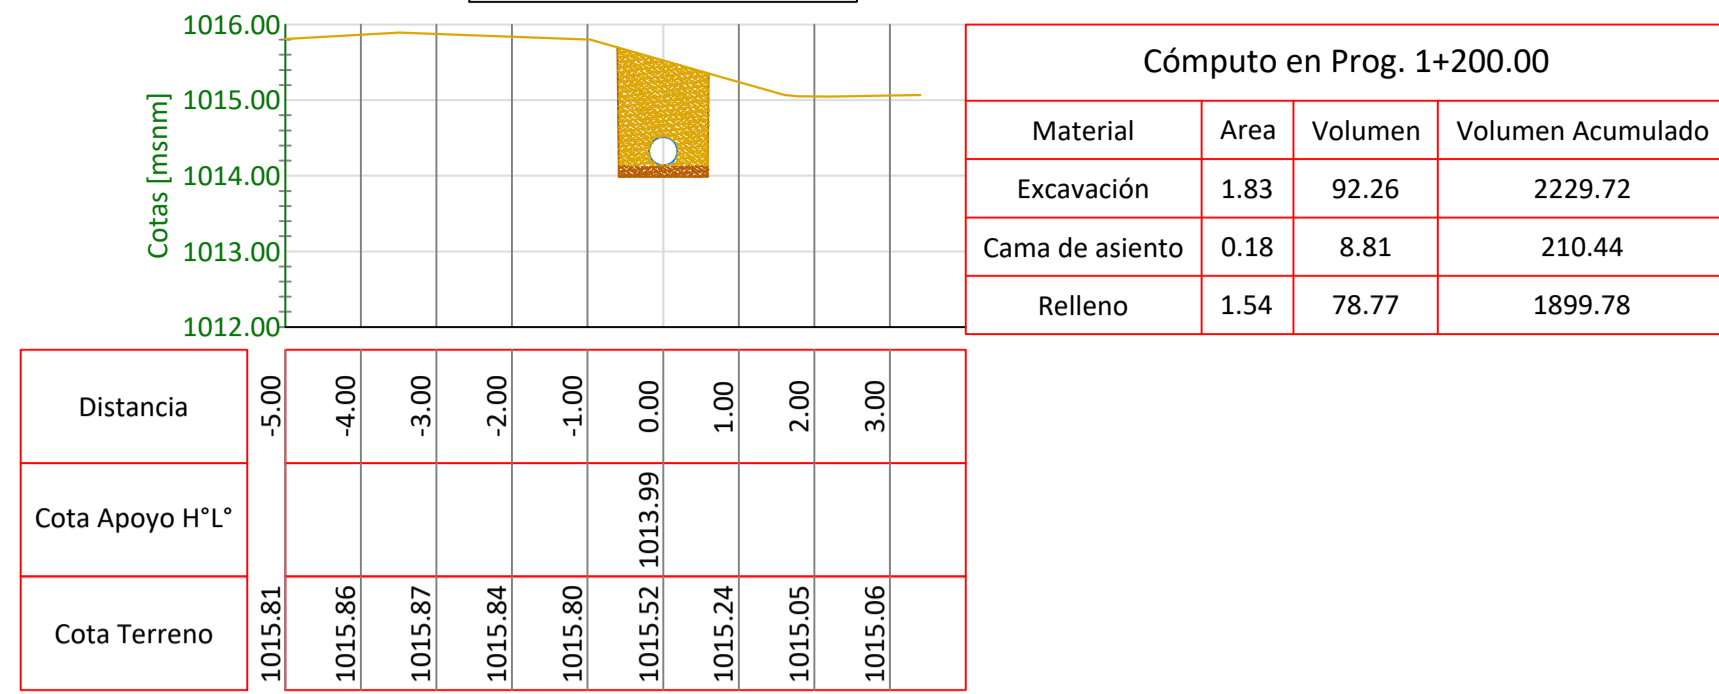 1016.00
1015.00
1014.00
1013.00
1012.00
Cotas [msnm]
Cómputo en Prog. 1+200.00
Material Area Volumen Volumen Acumulado
Excavación 1.83 92.26 2229.72
Cama de asiento 0.18 8.81 210.44
Relleno 1.54 78.77 1899.78
Distancia -5.00 -4.00 -3.00 -2.00 -1.00 0.00 1.00 2.00 3.00
Cota Apoyo H°L° 1013.99
Cota Terreno 1015.81 1015.86 1015.87 1015.84 1015.80 1015.52 1015.24 1015.05 1015.06